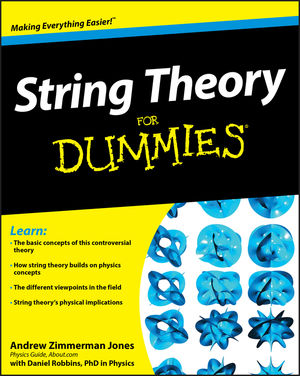 Making Everything Easier!™
String Theory
FOR
DUMMIES®
Learn:
• The basic concepts of this controversial
theory
• How string theory builds on physics
concepts
• The different viewpoints in the field
• String theory's physical implications
Andrew Zimmerman Jones
Physics Guide, About.com
with Daniel Robbins, PhD in Physics